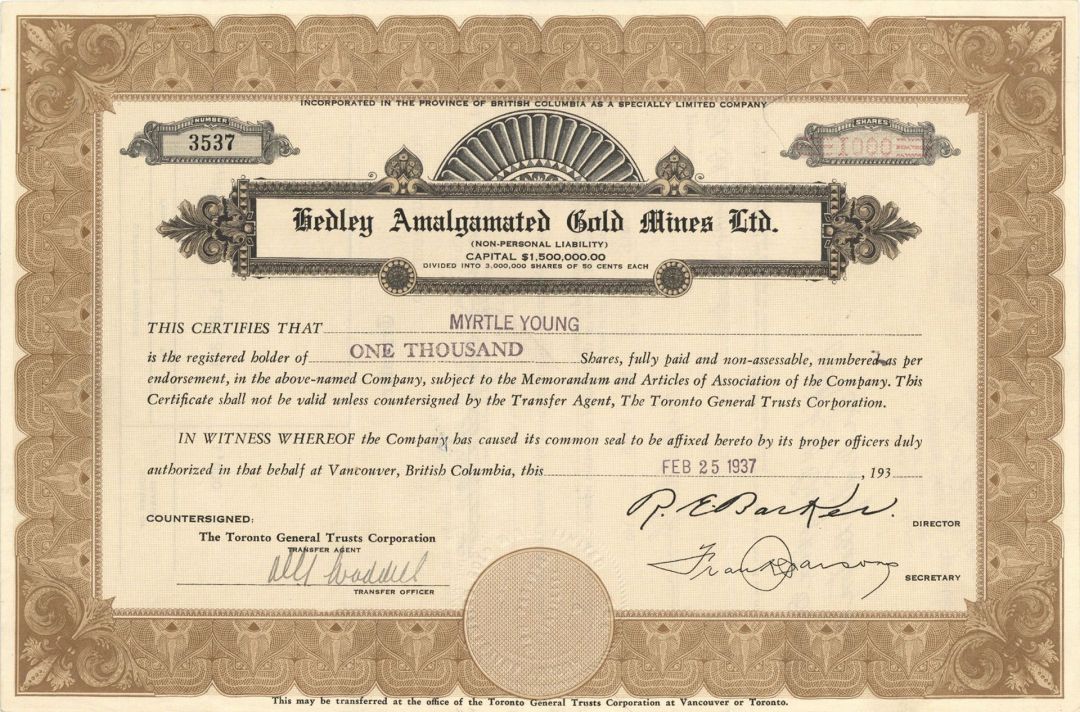 INCORPORATED IN THE PROVINCE OF BRITISH COLUMBIA AS A SPECIALLY LIMITED COMPANY
NUMBER
3537
SHARES
1000
Hedley Amalgamated Gold Mines Ltd.
(NON-PERSONAL LIABILITY)
CAPITAL $1,500,000.00
DIVIDED INTO 3,000,000 SHARES OF 50 CENTS EACH
THIS CERTIFIES THAT MYRTLE YOUNG
is the registered holder of ONE THOUSAND Shares, fully paid and non-assessable, numbered as per
endorsement, in the above-named Company, subject to the Memorandum and Articles of Association of the Company. This
Certificate shall not be valid unless countersigned by the Transfer Agent, The Toronto General Trusts Corporation.
IN WITNESS WHEREOF the Company has caused its common seal to be affixed hereto by its proper officers duly
authorized in that behalf at Vancouver, British Columbia, this FEB 25 1937, 193
R. E. Barker.
DIRECTOR
COUNTERSIGNED:
The Toronto General Trusts Corporation
TRANSFER AGENT
Waddell
TRANSFER OFFICER
Frank Parsons
SECRETARY
LIMITED
This may be transferred at the office of the Toronto General Trusts Corporation at Vancouver or Toronto.